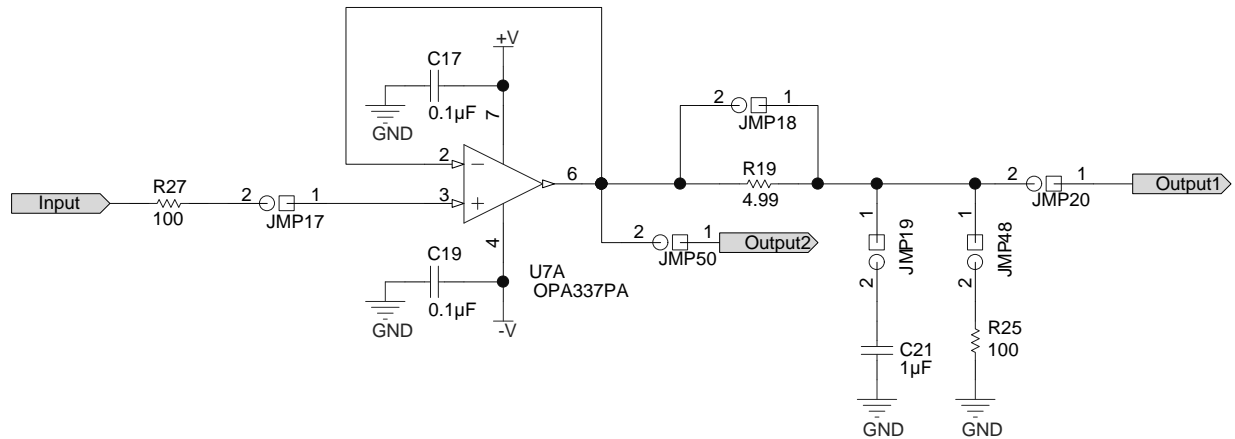 +V
C17
0.1µF
GND
7
2
1
JMP18
2
−
R27
100
Input
2
1
JMP17
3
+
6
R19
4.99
2
1
JMP20
Output1
4
2
1
JMP50
Output2
1
JMP19
2
1
JMP48
2
C19
0.1µF
GND
U7A
OPA337PA
-V
C21
1µF
R25
100
GND
GND